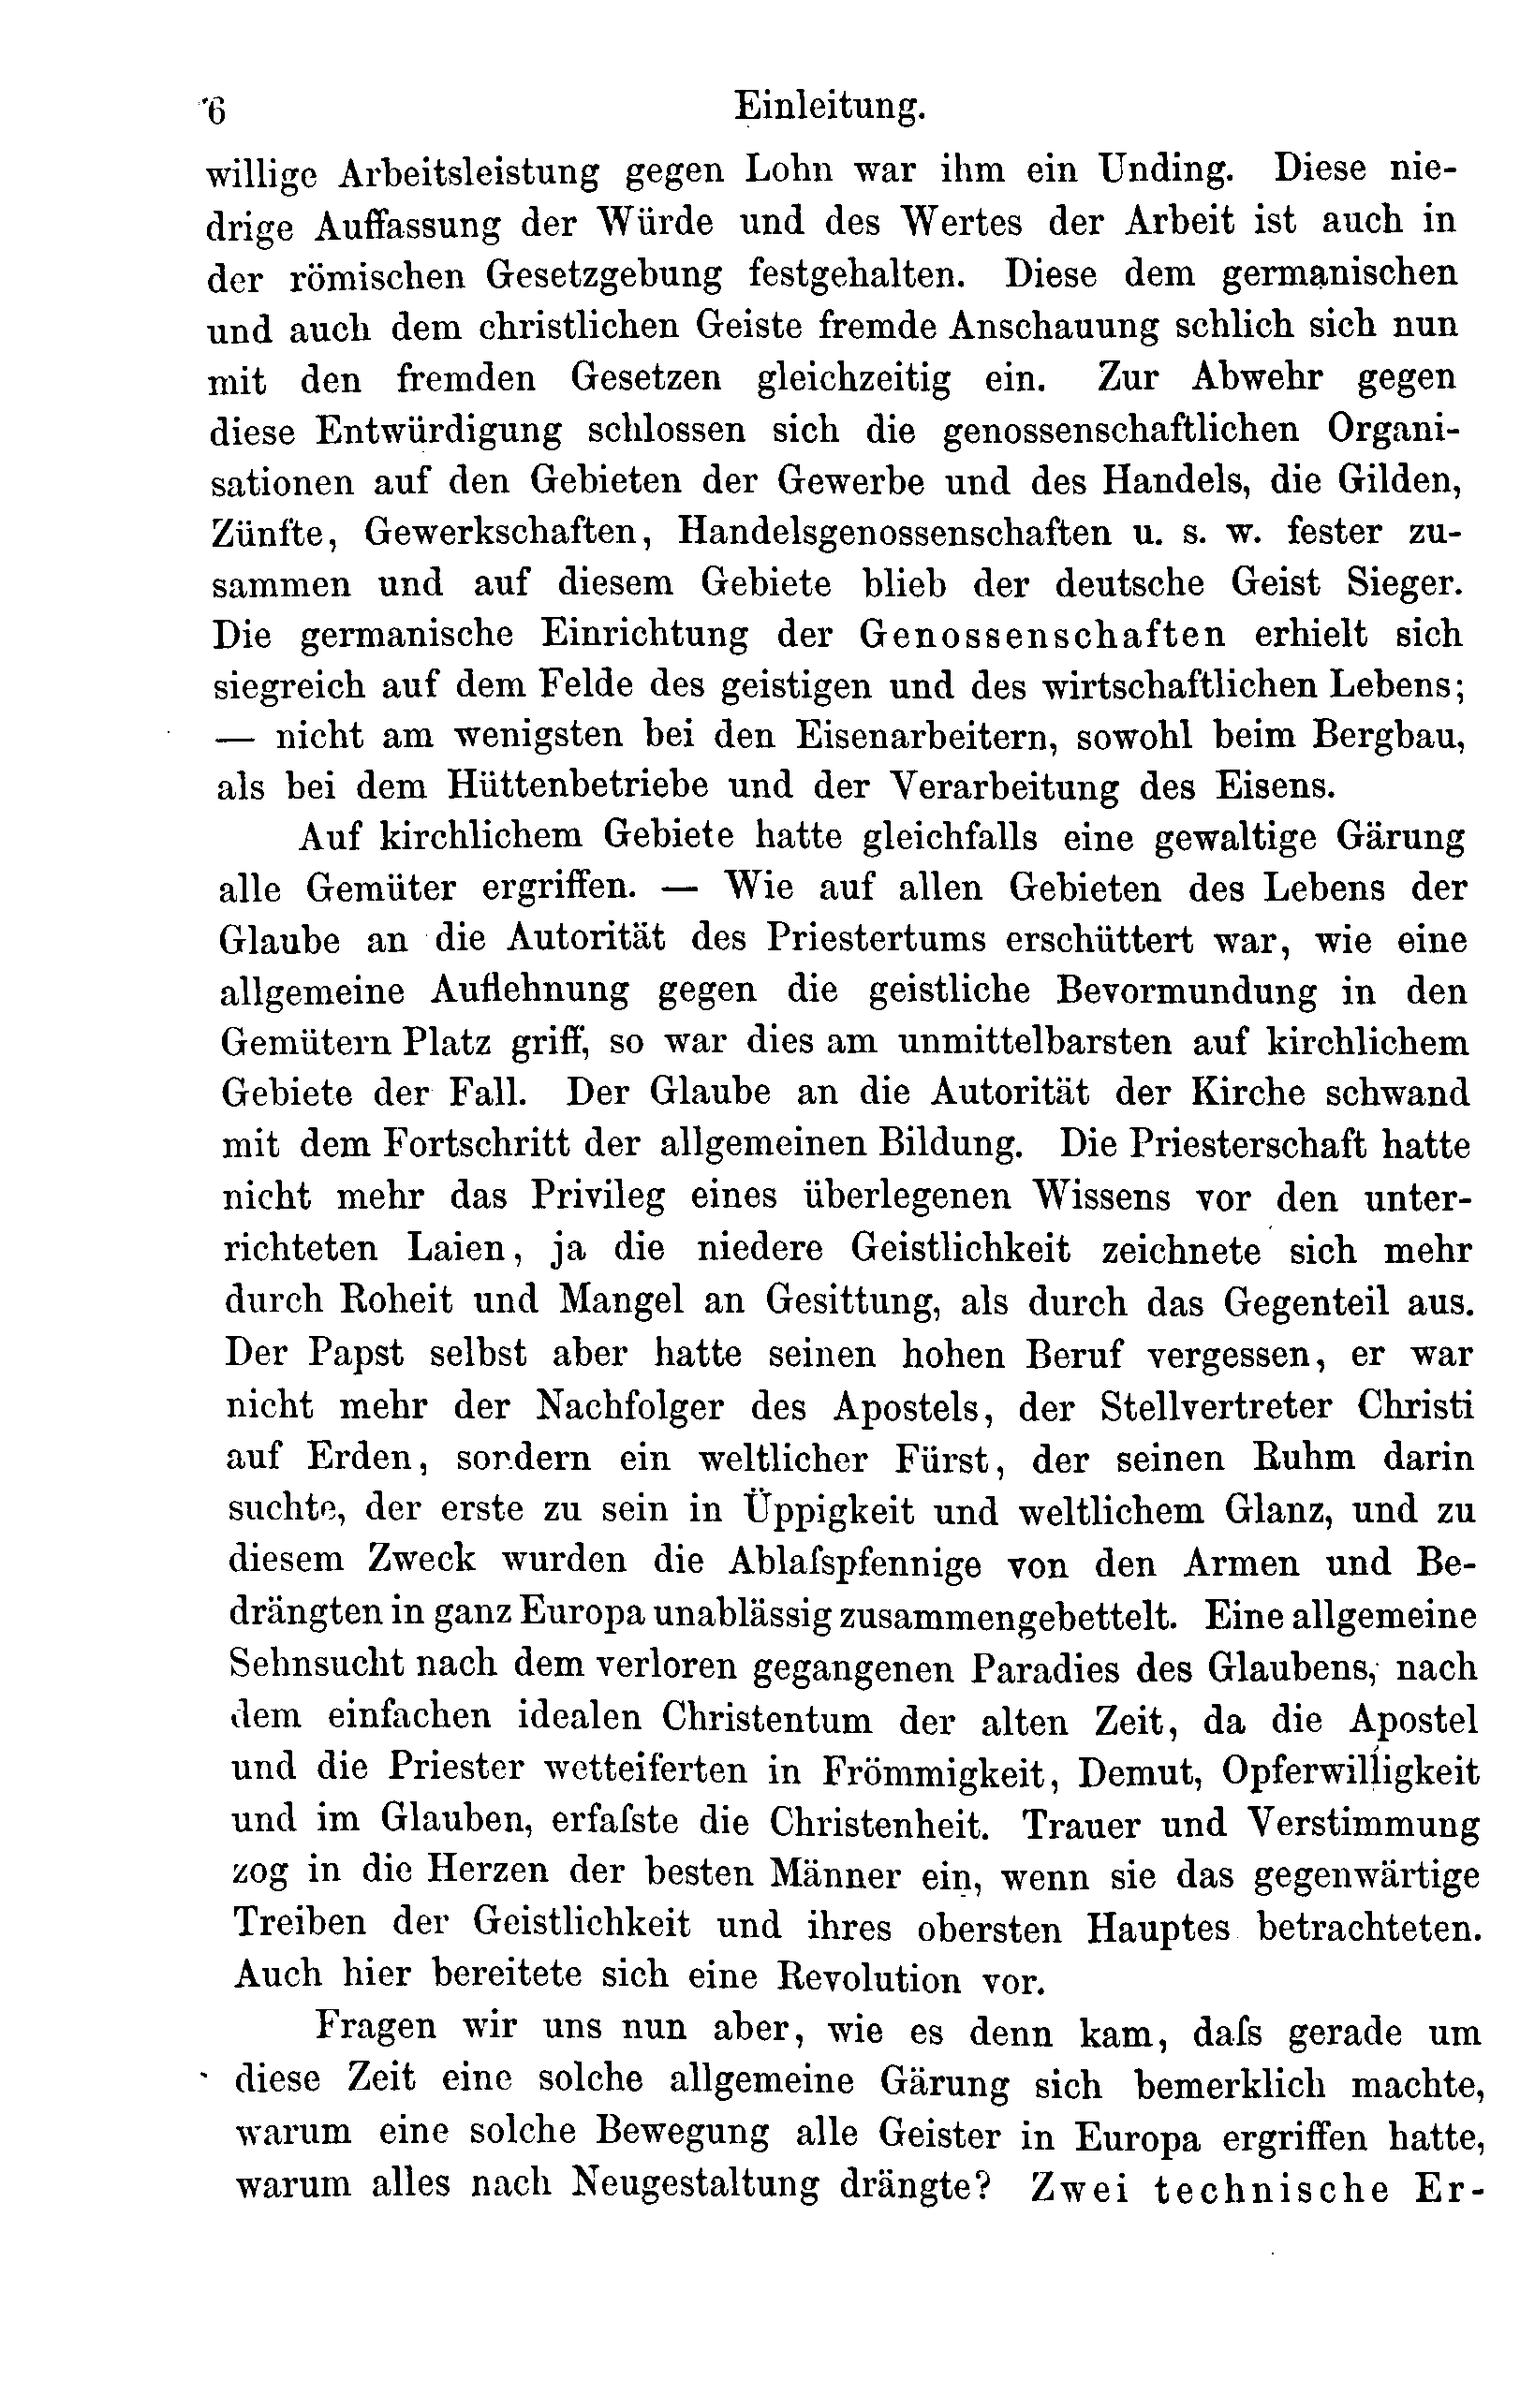 6 Einleitung.
willige Arbeitsleistung gegen Lohn war ihm ein Unding. Diese nie-
drige Auffassung der Würde und des Wertes der Arbeit ist auch in
der römischen Gesetzgebung festgehalten. Diese dem germanischen
und auch dem christlichen Geiste fremde Anschauung schlich sich nun
mit den fremden Gesetzen gleichzeitig ein. Zur Abwehr gegen
diese Entwürdigung schlossen sich die genossenschaftlichen Organi-
sationen auf den Gebieten der Gewerbe und des Handels, die Gilden,
Zünfte, Gewerkschaften, Handelsgenossenschaften u. s. w. fester zu-
sammen und auf diesem Gebiete blieb der deutsche Geist Sieger.
Die germanische Einrichtung der Genossenschaften erhielt sich
siegreich auf dem Felde des geistigen und des wirtschaftlichen Lebens;
— nicht am wenigsten bei den Eisenarbeitern, sowohl beim Bergbau,
als bei dem Hüttenbetriebe und der Verarbeitung des Eisens.
Auf kirchlichem Gebiete hatte gleichfalls eine gewaltige Gärung
alle Gemüter ergriffen. — Wie auf allen Gebieten des Lebens der
Glaube an die Autorität des Priestertums erschüttert war, wie eine
allgemeine Auflehnung gegen die geistliche Bevormundung in den
Gemütern Platz griff, so war dies am unmittelbarsten auf kirchlichem
Gebiete der Fall. Der Glaube an die Autorität der Kirche schwand
mit dem Fortschritt der allgemeinen Bildung. Die Priesterschaft hatte
nicht mehr das Privileg eines überlegenen Wissens vor den unter-
richteten Laien, ja die niedere Geistlichkeit zeichnete sich mehr
durch Roheit und Mangel an Gesittung, als durch das Gegenteil aus.
Der Papst selbst aber hatte seinen hohen Beruf vergessen, er war
nicht mehr der Nachfolger des Apostels, der Stellvertreter Christi
auf Erden, sondern ein weltlicher Fürst, der seinen Ruhm darin
suchte, der erste zu sein in Üppigkeit und weltlichem Glanz, und zu
diesem Zweck wurden die Ablaſspfennige von den Armen und Be-
drängten in ganz Europa unablässig zusammengebettelt. Eine allgemeine
Sehnsucht nach dem verloren gegangenen Paradies des Glaubens, nach
dem einfachen idealen Christentum der alten Zeit, da die Apostel
und die Priester wetteiferten in Frömmigkeit, Demut, Opferwilligkeit
und im Glauben, erfaſste die Christenheit. Trauer und Verstimmung
zog in die Herzen der besten Männer ein, wenn sie das gegenwärtige
Treiben der Geistlichkeit und ihres obersten Hauptes betrachteten.
Auch hier bereitete sich eine Revolution vor.
Fragen wir uns nun aber, wie es denn kam, daſs gerade um
diese Zeit eine solche allgemeine Gärung sich bemerklich machte,
warum eine solche Bewegung alle Geister in Europa ergriffen hatte,
warum alles nach Neugestaltung drängte? Zwei technische Er-